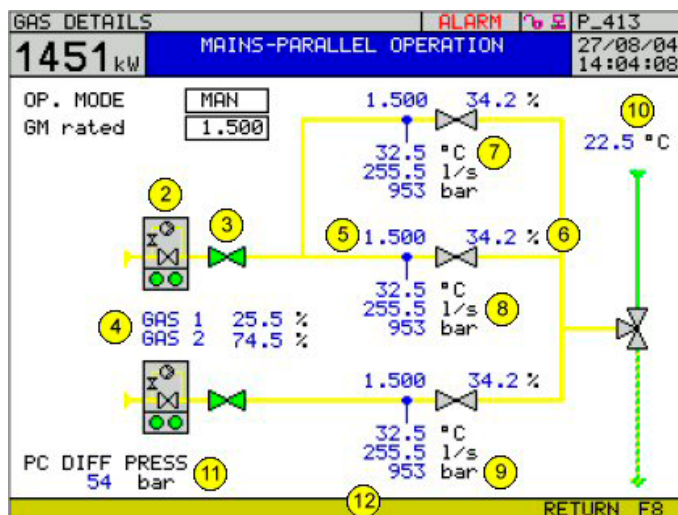 GAS DETAILS ALARM P_413
1451 kW MAINS-PARALLEL OPERATION 27/08/04
14:04:08
OP. MODE MAN
GM rated 1.500
1.500 34.2 %
10
22.5 °C
32.5 °C
255.5 l/s
953 bar
7
2
3
5
1.500 34.2 %
6
32.5 °C
255.5 l/s
953 bar
8
4
GAS 1 25.5 %
GAS 2 74.5 %
1.500 34.2 %
32.5 °C
255.5 l/s
953 bar
9
PC DIFF PRESS
54 bar
11
12
RETURN F8